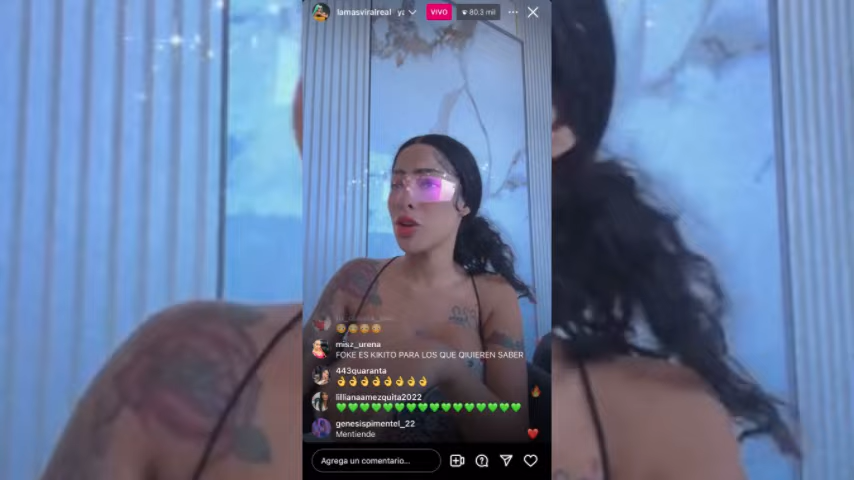 lamasviralreal
VIVO
80.3 mil
misz_urena
FOKE ES KIKITO PARA LOS QUE QIUIEREN SABER
443quaranta
lillianaamezquita2022
genesispimentel_22
Mentiende
Agrega un comentario...